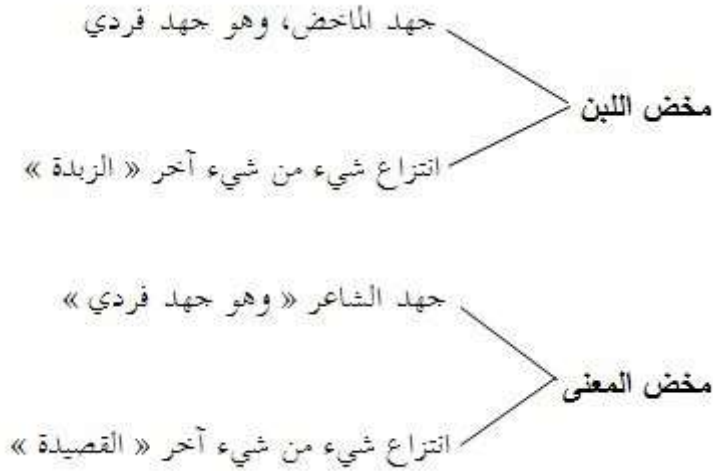 جهد الماخض، وهو جهد فردي
مخض اللبن
انتزاع شيء من شيء آخر « الزبدة »
جهد الشاعر « وهو جهد فردي »
مخض المعنى
انتزاع شيء من شيء آخر « القصيدة »